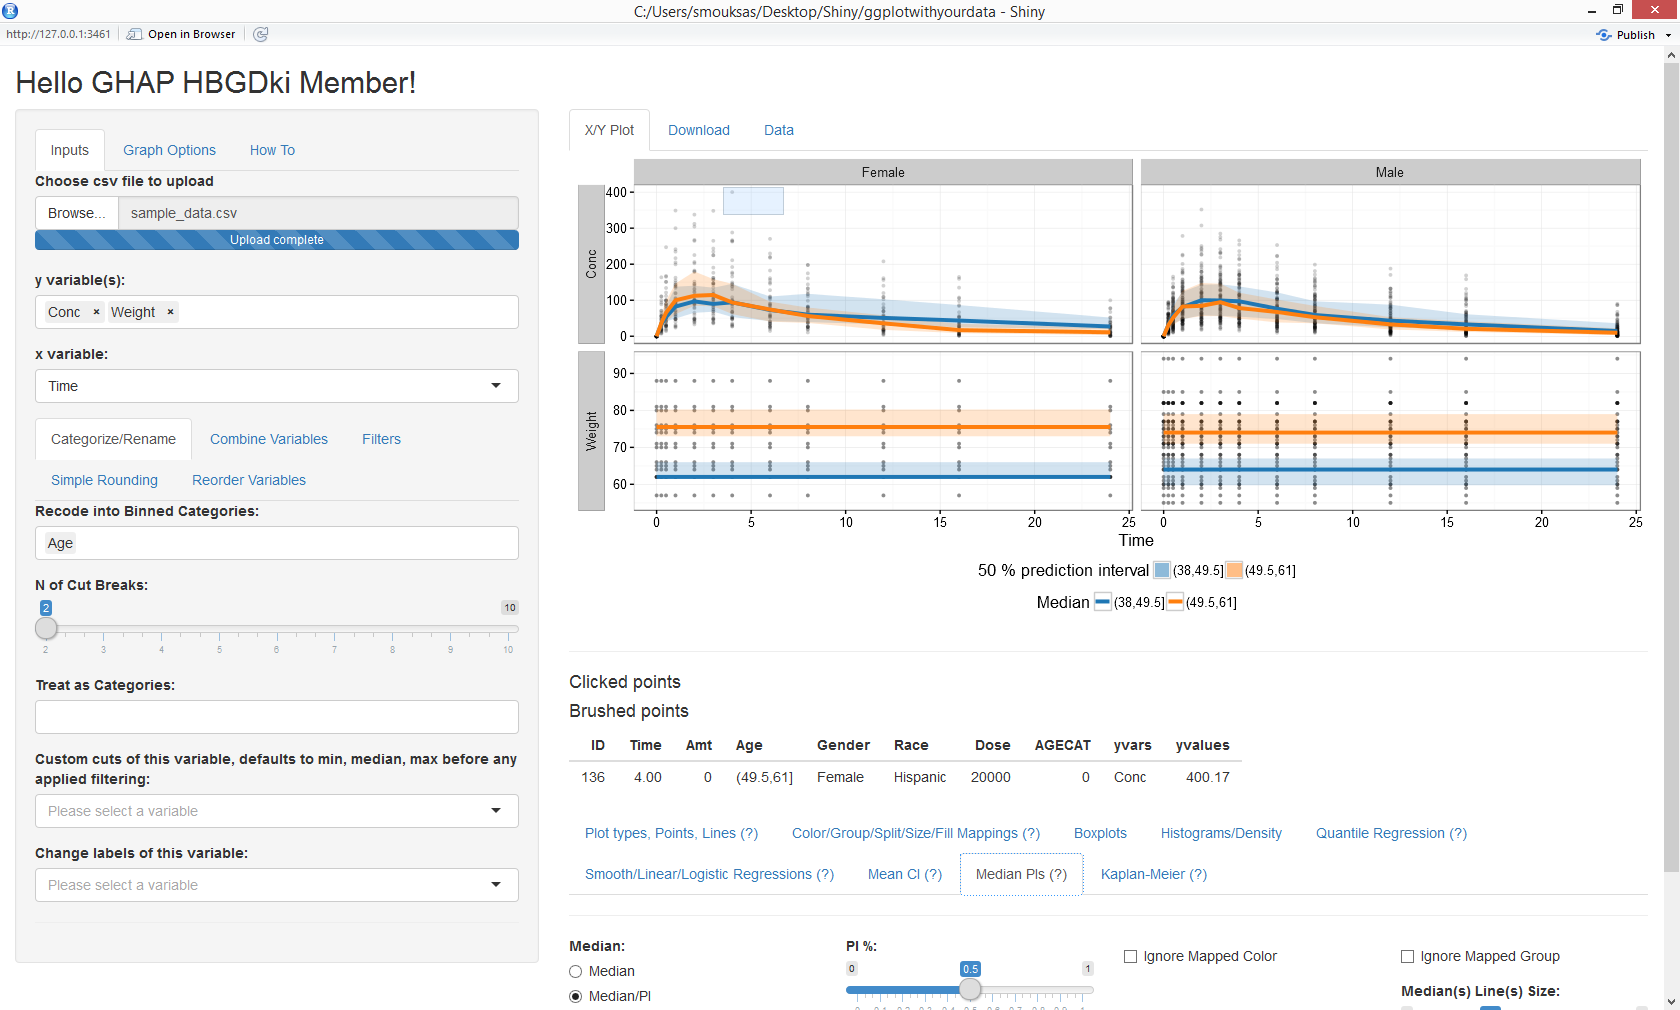 C:/Users/smouksas/Desktop/Shiny/ggplotwithyourdata - Shiny
http://127.0.0.1:3461 Open in Browser Publish
Hello GHAP HBGDki Member!
Inputs Graph Options How To
Choose csv file to upload
Browse... sample_data.csv
Upload complete
y variable(s):
Conc × Weight ×
x variable:
Time
Categorize/Rename Combine Variables Filters
Simple Rounding Reorder Variables
Recode into Binned Categories:
Age
N of Cut Breaks:
2 10
2 3 4 5 6 7 8 9 10
Treat as Categories:
Custom cuts of this variable, defaults to min, median, max before any
applied filtering:
Please select a variable
Change labels of this variable:
Please select a variable
X/Y Plot Download Data
Female Male
Conc
400
300
200
100
0
Weight
90
80
70
60
0 5 10 15 20 25 0 5 10 15 20 25
Time
50 % prediction interval (38,49.5] (49.5,61]
Median (38,49.5] (49.5,61]
Clicked points
Brushed points
ID Time Amt Age Gender Race Dose AGECAT yvars yvalues
136 4.00 0 (49.5,61] Female Hispanic 20000 0 Conc 400.17
Plot types, Points, Lines (?) Color/Group/Split/Size/Fill Mappings (?) Boxplots Histograms/Density Quantile Regression (?)
Smooth/Linear/Logistic Regressions (?) Mean CI (?) Median PIs (?) Kaplan-Meier (?)
Median: PI %:
0 0.5 1
Ignore Mapped Color Ignore Mapped Group
Median
Median/PI
Median(s) Line(s) Size: